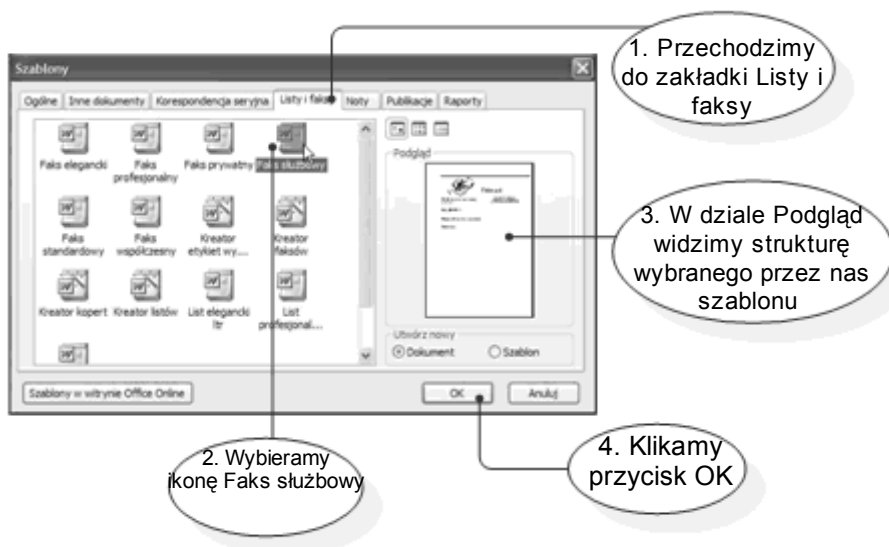 1. Przechodzimy
do zakładki Listy i
faksy
Szablony
Ogólne Inne dokumenty Korespondencja seryjna Listy i faksy Noty Publikacje Raporty
Faks elegancki
Faks
profesjonalny
Faks prywatny
Faks służbowy
Podgląd
3. W dziale Podgląd
widzimy strukturę
wybranego przez nas
szablonu
Faks
standardowy
Faks
współczesny
Kreator
etykiet wy....
Kreator
faksów
Kreator kopert
Kreator listów
List elegancki
ltr
List
profesjonal...
Utwórz nowy
Dokument
Szablon
Szablony w witrynie Office Online
OK
Anuluj
2. Wybieramy
ikonę Faks służbowy
4. Klikamy
przycisk OK